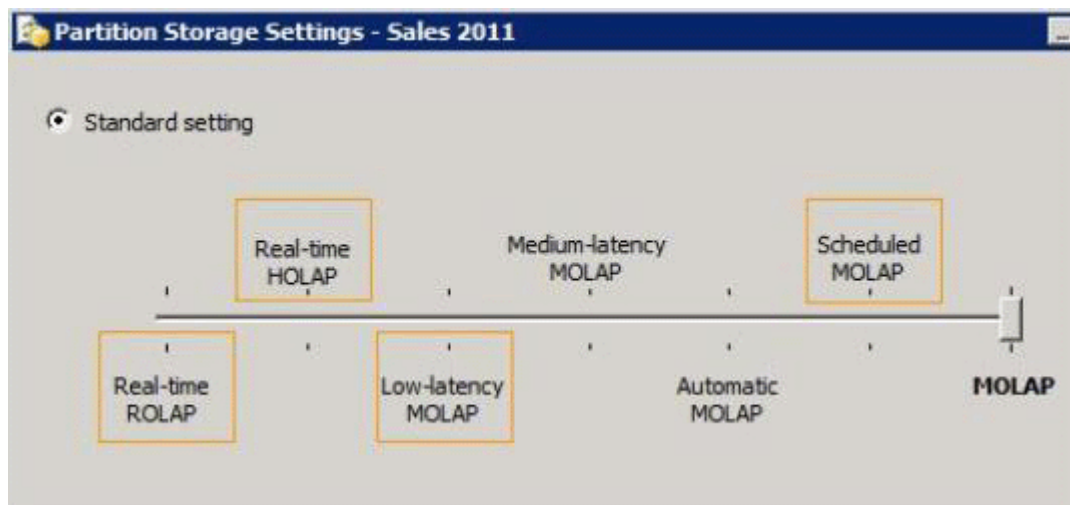 Partition Storage Settings - Sales 2011
Standard setting
Real-time
HOLAP
Medium-latency
MOLAP
Scheduled
MOLAP
Real-time
ROLAP
Low-latency
MOLAP
Automatic
MOLAP
MOLAP